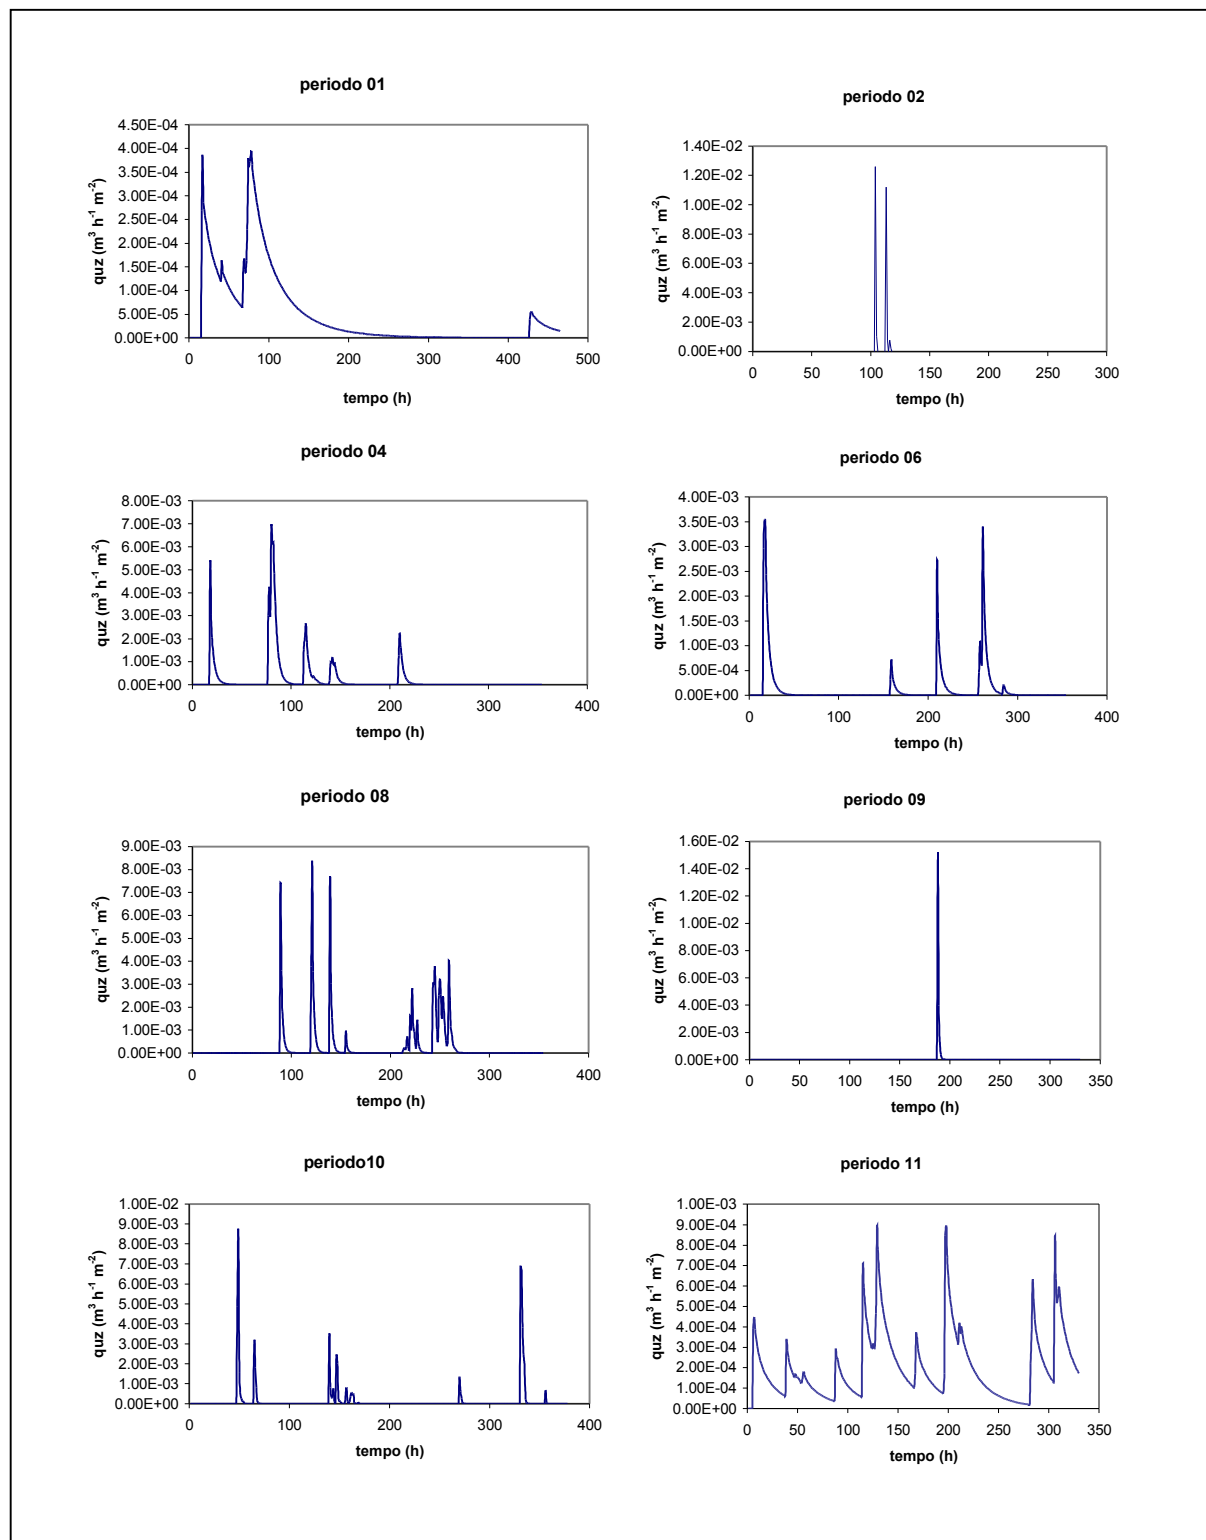 periodo 01
4.50E-04
4.00E-04
3.50E-04
3.00E-04
2.50E-04
2.00E-04
1.50E-04
1.00E-04
5.00E-05
0.00E+00
quz (m³ h⁻¹ m⁻²)
0 100 200 300 400 500
tempo (h)
periodo 02
1.40E-02
1.20E-02
1.00E-02
8.00E-03
6.00E-03
4.00E-03
2.00E-03
0.00E+00
quz (m³ h⁻¹ m⁻²)
0 50 100 150 200 250 300
tempo (h)
periodo 04
8.00E-03
7.00E-03
6.00E-03
5.00E-03
4.00E-03
3.00E-03
2.00E-03
1.00E-03
0.00E+00
quz (m³ h⁻¹ m⁻²)
0 100 200 300 400
tempo (h)
periodo 06
4.00E-03
3.50E-03
3.00E-03
2.50E-03
2.00E-03
1.50E-03
1.00E-03
5.00E-04
0.00E+00
quz (m³ h⁻¹ m⁻²)
0 100 200 300 400
tempo (h)
periodo 08
9.00E-03
8.00E-03
7.00E-03
6.00E-03
5.00E-03
4.00E-03
3.00E-03
2.00E-03
1.00E-03
0.00E+00
quz (m³ h⁻¹ m⁻²)
0 100 200 300 400
tempo (h)
periodo 09
1.60E-02
1.40E-02
1.20E-02
1.00E-02
8.00E-03
6.00E-03
4.00E-03
2.00E-03
0.00E+00
quz (m³ h⁻¹ m⁻²)
0 50 100 150 200 250 300 350
tempo (h)
periodo10
1.00E-02
9.00E-03
8.00E-03
7.00E-03
6.00E-03
5.00E-03
4.00E-03
3.00E-03
2.00E-03
1.00E-03
0.00E+00
quz (m³ h⁻¹ m⁻²)
0 100 200 300 400
tempo (h)
periodo 11
1.00E-03
9.00E-04
8.00E-04
7.00E-04
6.00E-04
5.00E-04
4.00E-04
3.00E-04
2.00E-04
1.00E-04
0.00E+00
quz (m³ h⁻¹ m⁻²)
0 50 100 150 200 250 300 350
tempo (h)